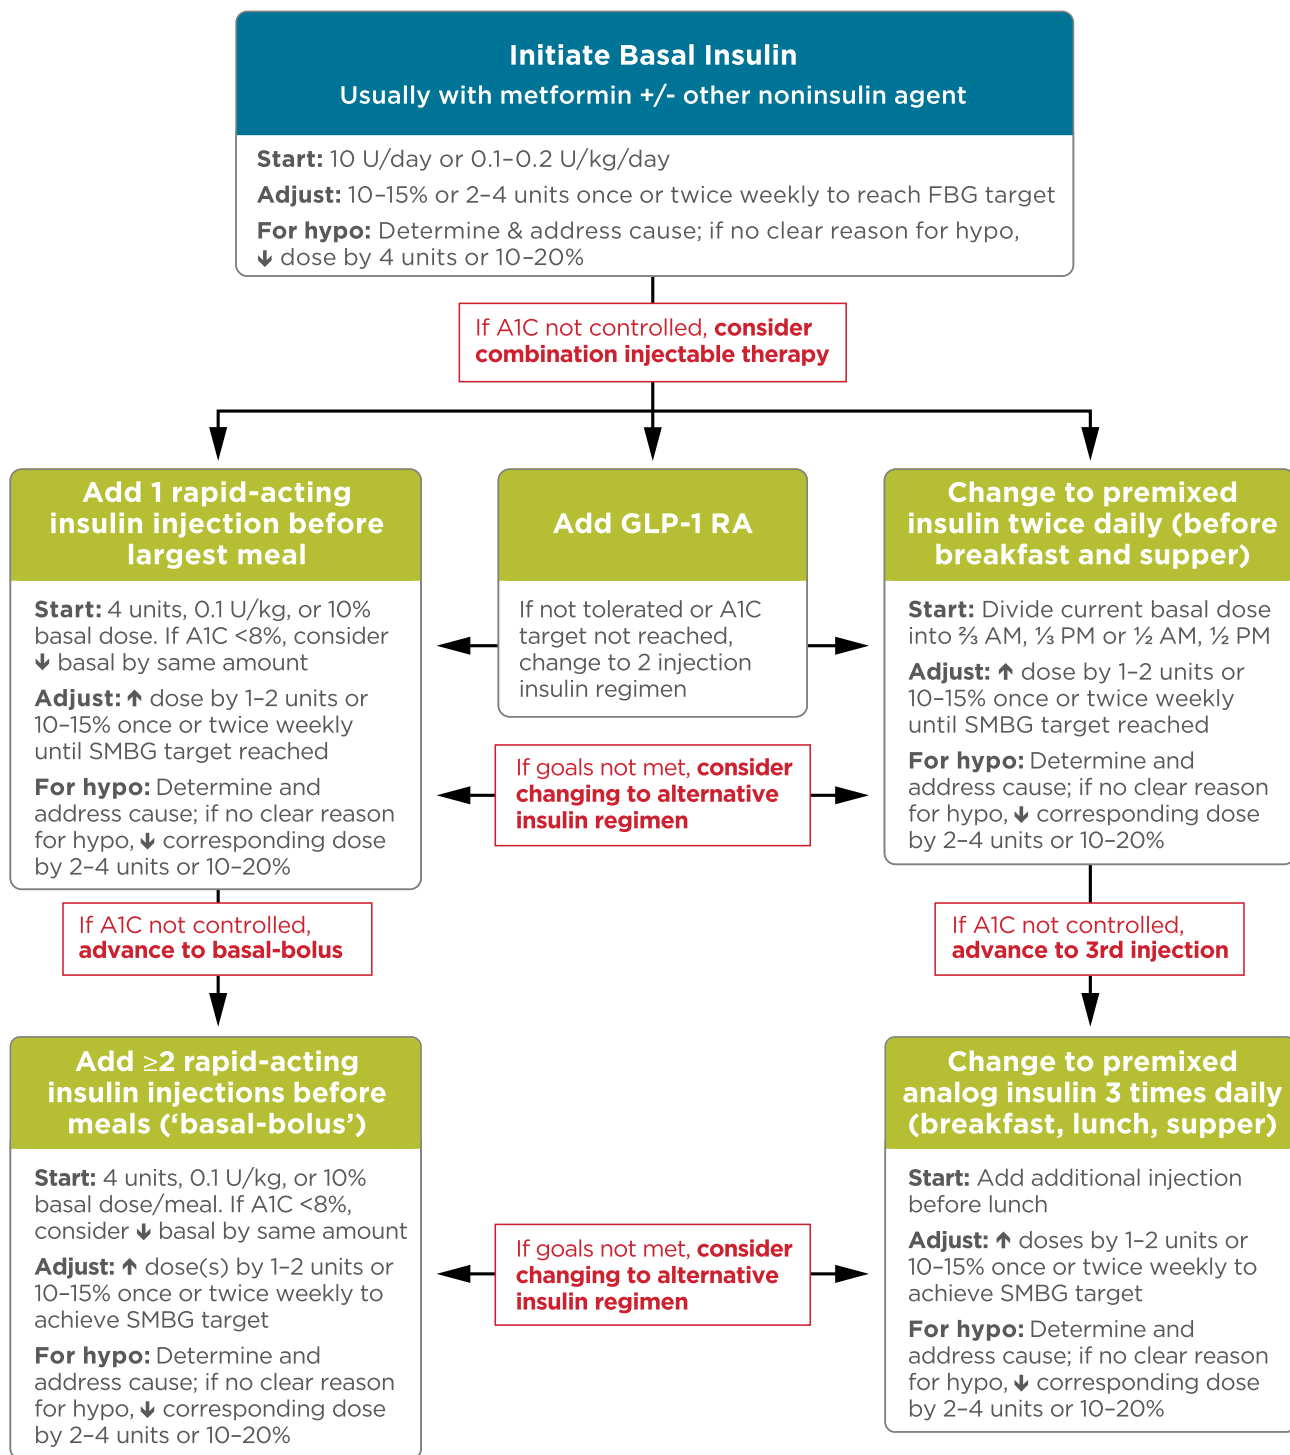 Initiate Basal Insulin
Usually with metformin +/- other noninsulin agent
Start: 10 U/day or 0.1–0.2 U/kg/day
Adjust: 10–15% or 2–4 units once or twice weekly to reach FBG target
For hypo: Determine & address cause; if no clear reason for hypo,
↓ dose by 4 units or 10–20%
If A1C not controlled, consider
combination injectable therapy
Add 1 rapid-acting
insulin injection before
largest meal
Start: 4 units, 0.1 U/kg, or 10%
basal dose. If A1C <8%, consider
↓ basal by same amount
Adjust: ↑ dose by 1–2 units or
10–15% once or twice weekly
until SMBG target reached
For hypo: Determine and
address cause; if no clear reason
for hypo, ↓ corresponding dose
by 2–4 units or 10–20%
Add GLP-1 RA
If not tolerated or A1C
target not reached,
change to 2 injection
insulin regimen
Change to premixed
insulin twice daily (before
breakfast and supper)
Start: Divide current basal dose
into ⅔ AM, ⅓ PM or ½ AM, ½ PM
Adjust: ↑ dose by 1–2 units or
10–15% once or twice weekly
until SMBG target reached
For hypo: Determine and
address cause; if no clear reason
for hypo, ↓ corresponding dose
by 2–4 units or 10–20%
If goals not met, consider
changing to alternative
insulin regimen
If A1C not controlled,
advance to basal-bolus
If A1C not controlled,
advance to 3rd injection
Add ≥2 rapid-acting
insulin injections before
meals (‘basal-bolus’)
Start: 4 units, 0.1 U/kg, or 10%
basal dose/meal. If A1C <8%,
consider ↓ basal by same amount
Adjust: ↑ dose(s) by 1–2 units or
10–15% once or twice weekly to
achieve SMBG target
For hypo: Determine and
address cause; if no clear reason
for hypo, ↓ corresponding dose
by 2–4 units or 10–20%
If goals not met, consider
changing to alternative
insulin regimen
Change to premixed
analog insulin 3 times daily
(breakfast, lunch, supper)
Start: Add additional injection
before lunch
Adjust: ↑ doses by 1–2 units or
10–15% once or twice weekly to
achieve SMBG target
For hypo: Determine and
address cause; if no clear reason
for hypo, ↓ corresponding dose
by 2–4 units or 10–20%